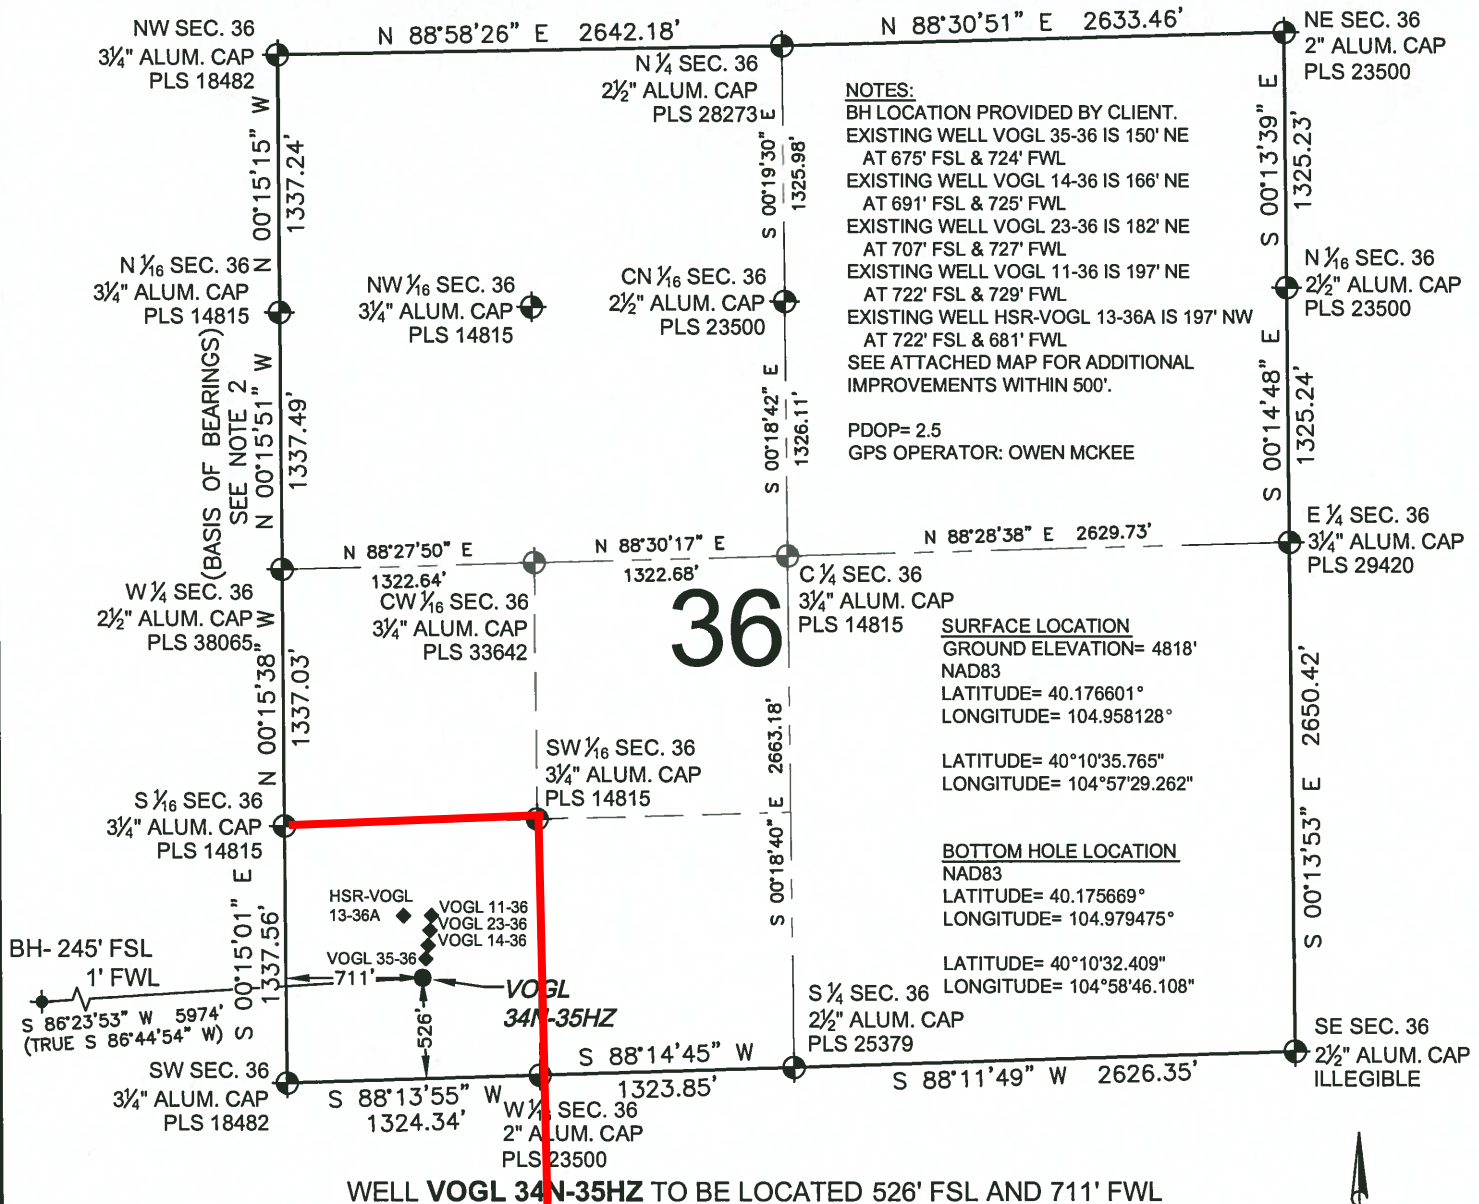 NW SEC. 36
3¼" ALUM. CAP
PLS 18482
N 88°58'26" E 2642.18'
N ¼ SEC. 36
2½" ALUM. CAP
PLS 28273
N 88°30'51" E 2633.46'
NE SEC. 36
2" ALUM. CAP
PLS 23500
N 00°15'15" W
1337.24'
S 00°19'30" E
1325.98'
S 00°13'39" E
1325.23'
NOTES:
BH LOCATION PROVIDED BY CLIENT.
EXISTING WELL VOGL 35-36 IS 150' NE
AT 675' FSL & 724' FWL
EXISTING WELL VOGL 14-36 IS 166' NE
AT 691' FSL & 725' FWL
EXISTING WELL VOGL 23-36 IS 182' NE
AT 707' FSL & 727' FWL
EXISTING WELL VOGL 11-36 IS 197' NE
AT 722' FSL & 729' FWL
EXISTING WELL HSR-VOGL 13-36A IS 197' NW
AT 722' FSL & 681' FWL
SEE ATTACHED MAP FOR ADDITIONAL
IMPROVEMENTS WITHIN 500'.
PDOP= 2.5
GPS OPERATOR: OWEN MCKEE
N 1⁄16 SEC. 36
3¼" ALUM. CAP
PLS 14815
NW 1⁄16 SEC. 36
3¼" ALUM. CAP
PLS 14815
CN 1⁄16 SEC. 36
2½" ALUM. CAP
PLS 23500
N 1⁄16 SEC. 36
2½" ALUM. CAP
PLS 23500
(BASIS OF BEARINGS)
SEE NOTE 2
N 00°15'51" W
1337.49'
S 00°18'42" E
1326.11'
S 00°14'48" E
1325.24'
N 88°27'50" E
1322.64'
N 88°30'17" E
1322.68'
N 88°28'38" E 2629.73'
E ¼ SEC. 36
3¼" ALUM. CAP
PLS 29420
W ¼ SEC. 36
2½" ALUM. CAP
PLS 38065
CW 1⁄16 SEC. 36
3¼" ALUM. CAP
PLS 33642
36
C ¼ SEC. 36
3¼" ALUM. CAP
PLS 14815
SURFACE LOCATION
GROUND ELEVATION= 4818'
NAD83
LATITUDE= 40.176601°
LONGITUDE= 104.958128°
LATITUDE= 40°10'35.765"
LONGITUDE= 104°57'29.262"
N 00°15'38" W
1337.03'
S 00°18'40" E 2663.18'
S 00°13'53" E 2650.42'
SW 1⁄16 SEC. 36
3¼" ALUM. CAP
PLS 14815
S 1⁄16 SEC. 36
3¼" ALUM. CAP
PLS 14815
BOTTOM HOLE LOCATION
NAD83
LATITUDE= 40.175669°
LONGITUDE= 104.979475°
LATITUDE= 40°10'32.409"
LONGITUDE= 104°58'46.108"
S 00°15'01" E
1337.56'
HSR-VOGL
13-36A
VOGL 11-36
VOGL 23-36
VOGL 14-36
VOGL 35-36
BH- 245' FSL
1' FWL
711'
526'
VOGL
34N-35HZ
S 86°23'53" W 5974'
(TRUE S 86°44'54" W)
S ¼ SEC. 36
2½" ALUM. CAP
PLS 25379
SE SEC. 36
2½" ALUM. CAP
ILLEGIBLE
SW SEC. 36
3¼" ALUM. CAP
PLS 18482
S 88°13'55" W
1324.34'
S 88°14'45" W
1323.85'
S 88°11'49" W 2626.35'
W 1⁄16 SEC. 36
2" ALUM. CAP
PLS 23500
WELL VOGL 34N-35HZ TO BE LOCATED 526' FSL AND 711' FWL